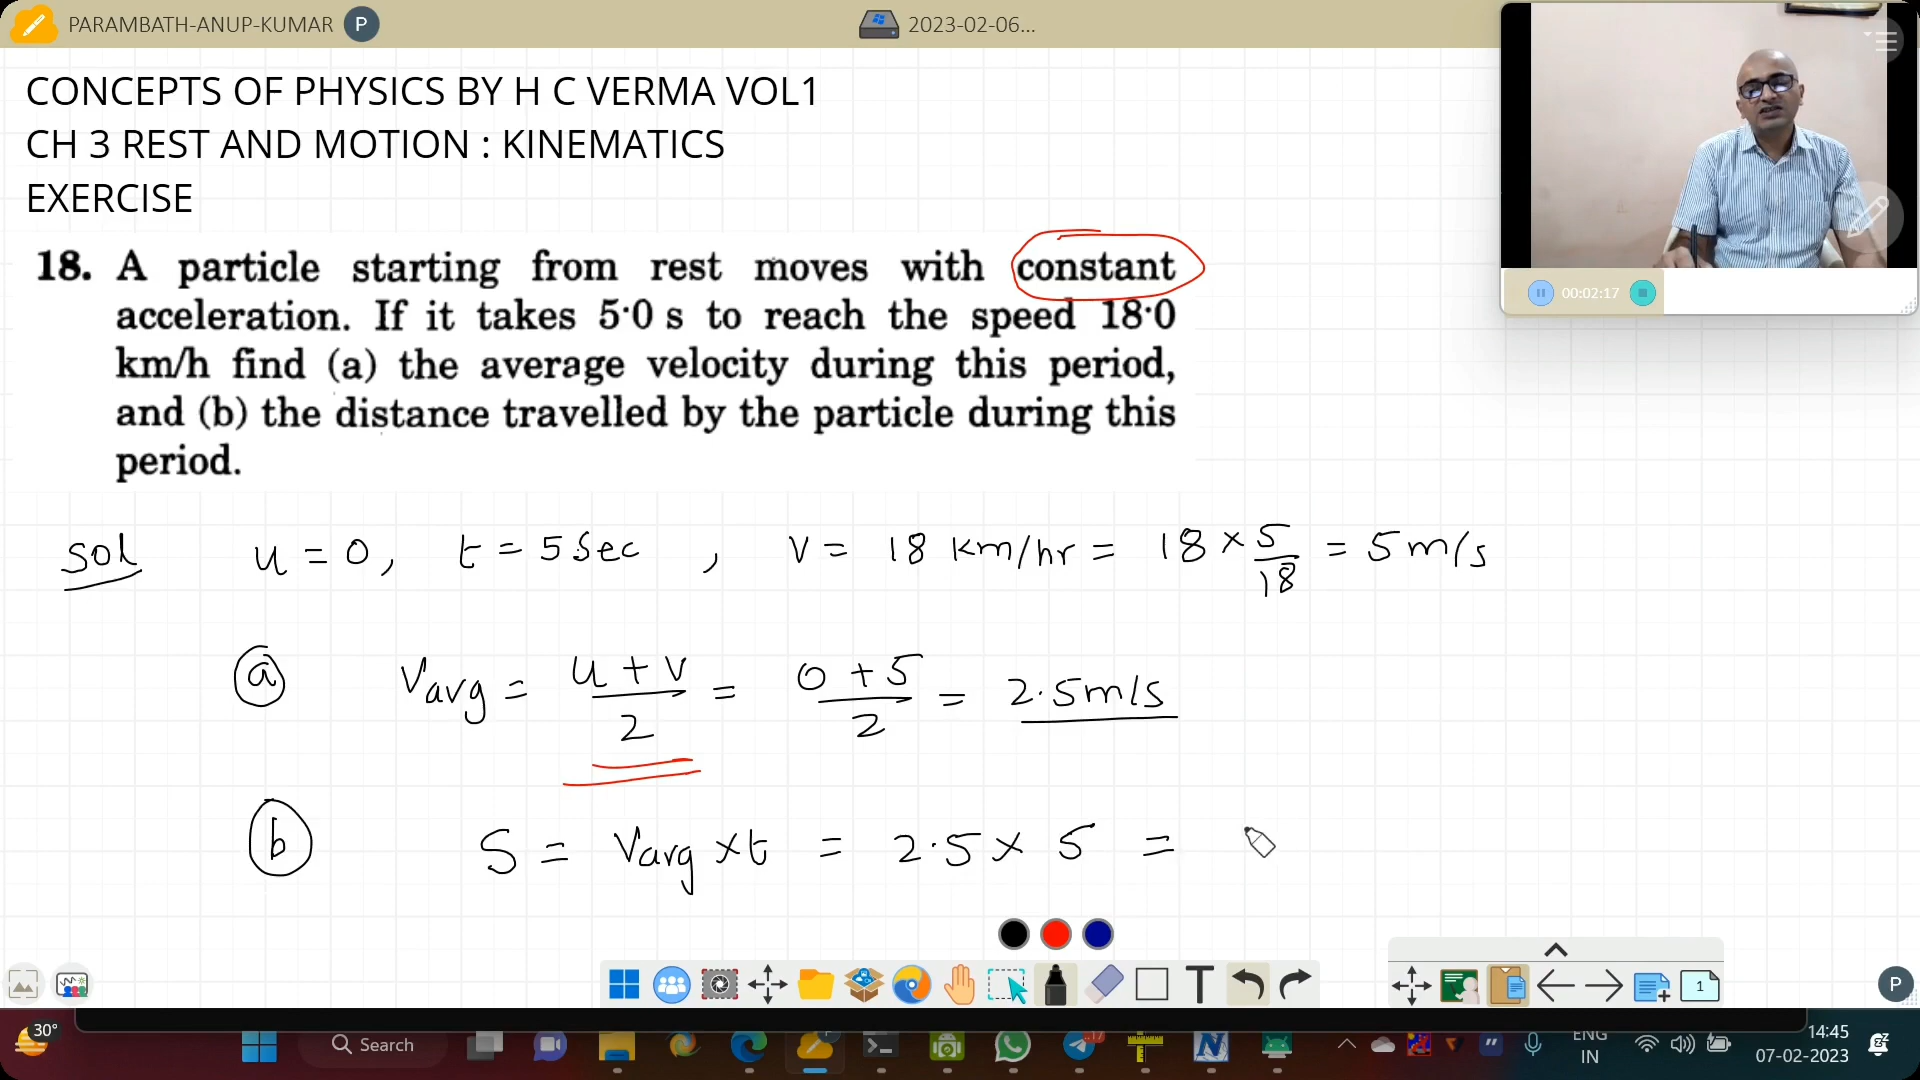 PARAMBATH-ANUP-KUMAR P 2023-02-06...
CONCEPTS OF PHYSICS BY H C VERMA VOL1
CH 3 REST AND MOTION : KINEMATICS
EXERCISE
18. A particle starting from rest moves with constant
acceleration. If it takes 5·0 s to reach the speed 18·0
km/h find (a) the average velocity during this period,
and (b) the distance travelled by the particle during this
period.
00:02:17
Sol u = 0, t = 5 Sec , v = 18 Km/hr = 18 × 5/18 = 5 m/s
(a) Vavg = u + v / 2 = 0 + 5 / 2 = 2.5 m/s
(b) S = Vavg × t = 2.5 × 5 =
T 1 P
30° Search 17 ENG IN 14:45
07-02-2023